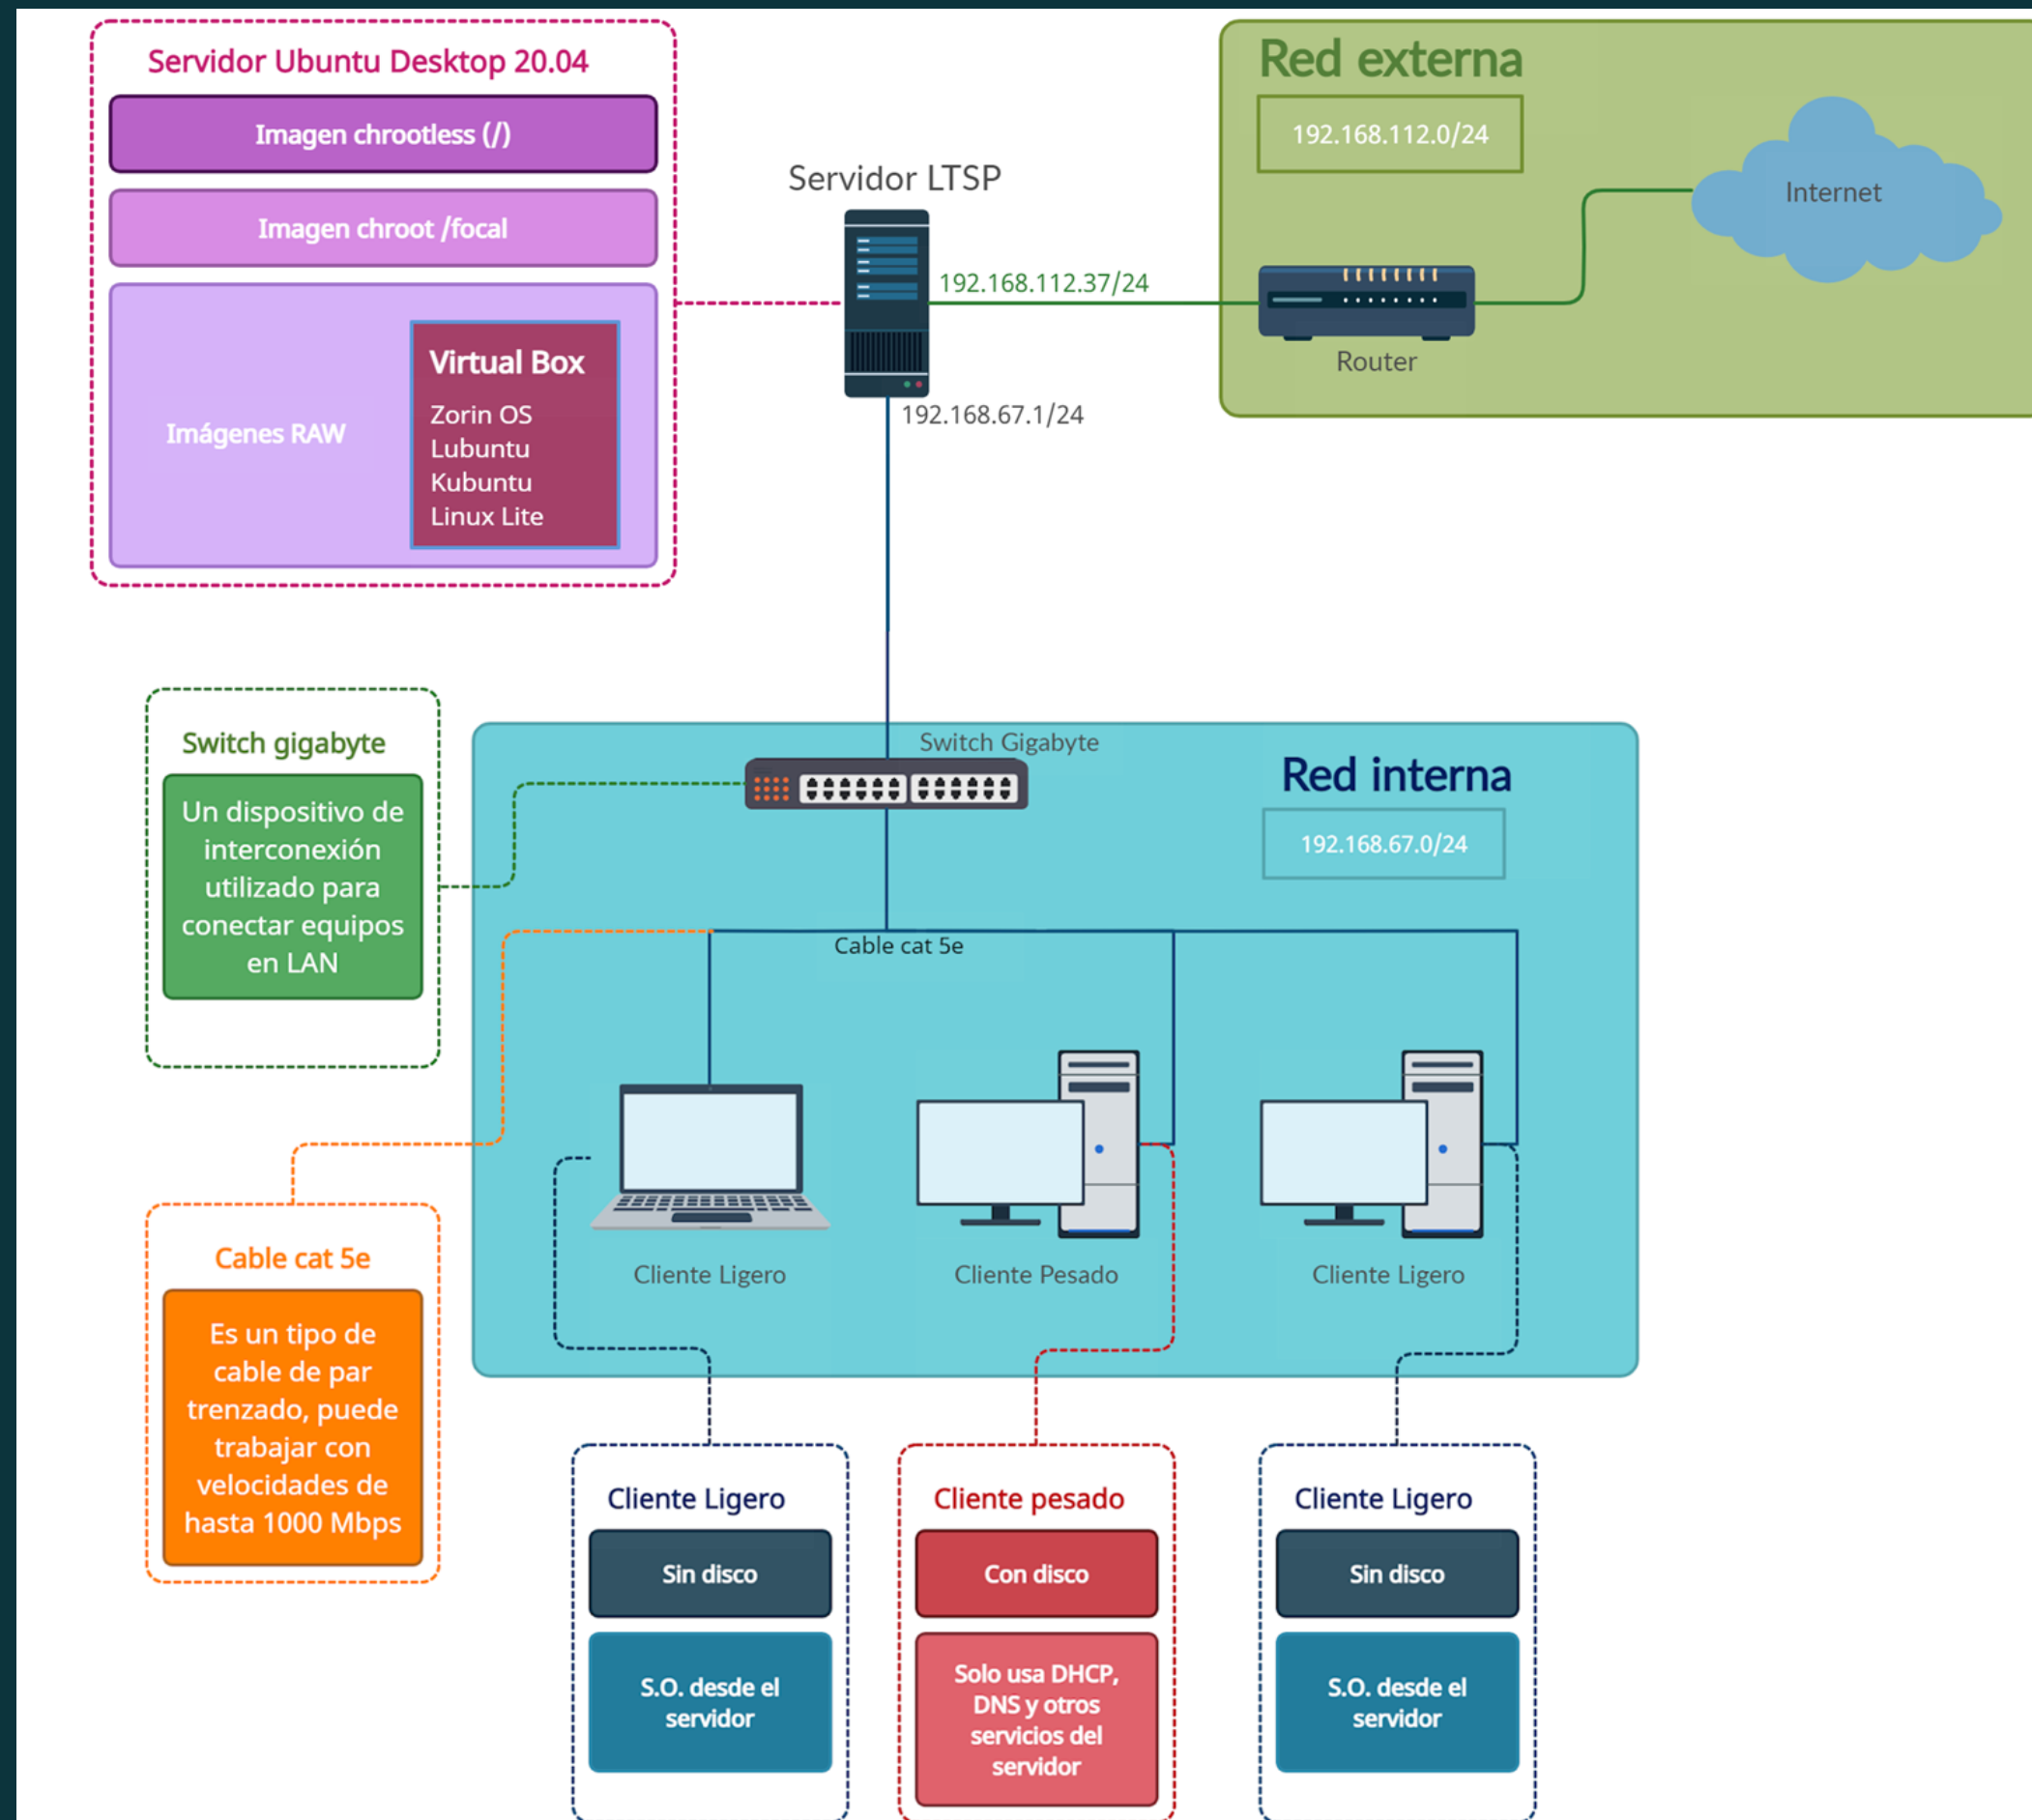 Servidor Ubuntu Desktop 20.04
Imagen chrootless (/)
Imagen chroot /focal
Imágenes RAW
Virtual Box
Zorin OS
Lubuntu
Kubuntu
Linux Lite
Servidor LTSP
192.168.112.37/24
192.168.67.1/24
Red externa
192.168.112.0/24
Internet
Router
Switch gigabyte
Un dispositivo de
interconexión
utilizado para
conectar equipos
en LAN
Switch Gigabyte
Red interna
192.168.67.0/24
Cable cat 5e
Cliente Ligero
Cliente Pesado
Cliente Ligero
Cable cat 5e
Es un tipo de
cable de par
trenzado, puede
trabajar con
velocidades de
hasta 1000 Mbps
Cliente Ligero
Sin disco
S.O. desde el
servidor
Cliente pesado
Con disco
Solo usa DHCP,
DNS y otros
servicios del
servidor
Cliente Ligero
Sin disco
S.O. desde el
servidor